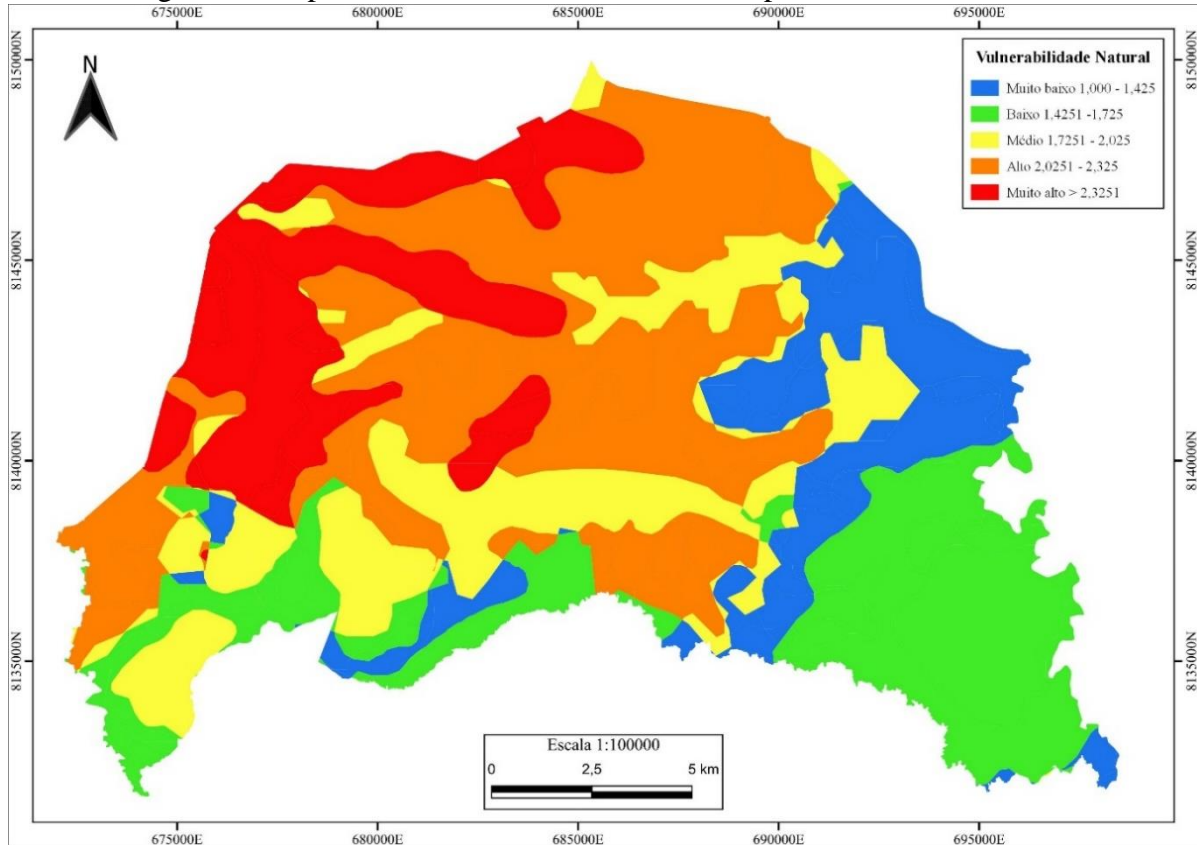 675000E 680000E 685000E 690000E 695000E
8150000N
8150000N
N
Vulnerabilidade Natural
Muito baixo 1,000 - 1,425
Baixo 1,4251 -1,725
Médio 1,7251 - 2,025
Alto 2,0251 - 2,325
Muito alto > 2,3251
8145000N
8145000N
8140000N
8140000N
8135000N
8135000N
Escala 1:100000
0 2,5 5 km
675000E 680000E 685000E 690000E 695000E